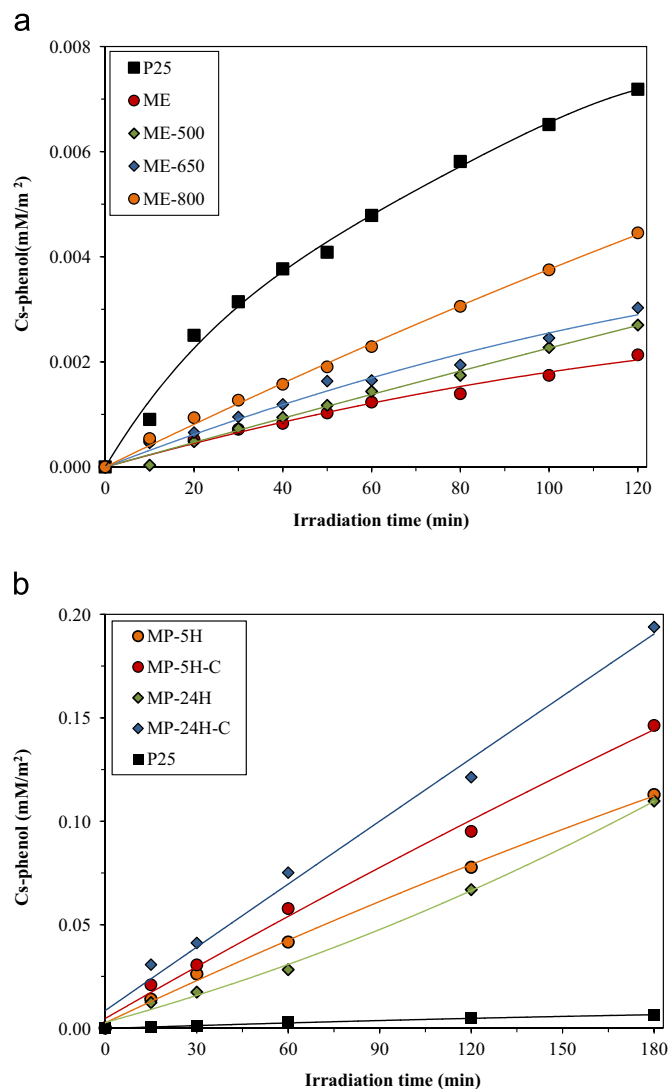 a
0.008
0.006
0.004
0.002
0.000
Cs-phenol(mM/m ²)
P25
ME
ME-500
ME-650
ME-800
0 20 40 60 80 100 120
Irradiation time (min)
b
0.20
0.15
0.10
0.05
0.00
Cs-phenol (mM/m²)
MP-5H
MP-5H-C
MP-24H
MP-24H-C
P25
0 30 60 90 120 150 180
Irradiation time (min)